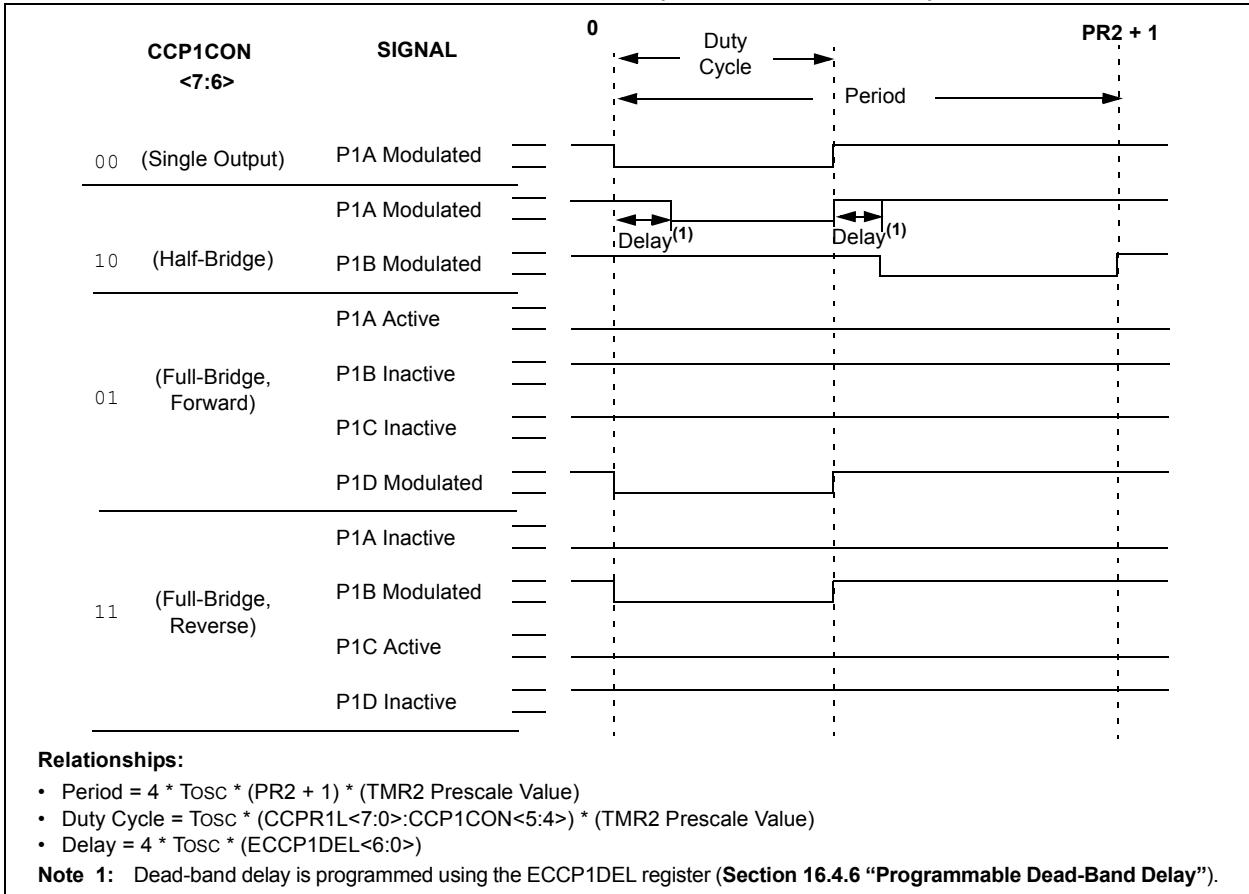 CCP1CON
<7:6>
SIGNAL
0
Duty
Cycle
PR2 + 1
Period
00 (Single Output) P1A Modulated
P1A Modulated
Delay(1) Delay(1)
10 (Half-Bridge) P1B Modulated
P1A Active
P1B Inactive
01 (Full-Bridge,
Forward)
P1C Inactive
P1D Modulated
P1A Inactive
P1B Modulated
11 (Full-Bridge,
Reverse)
P1C Active
P1D Inactive
Relationships:
• Period = 4 * TOSC * (PR2 + 1) * (TMR2 Prescale Value)
• Duty Cycle = TOSC * (CCPR1L<7:0>:CCP1CON<5:4>) * (TMR2 Prescale Value)
• Delay = 4 * TOSC * (ECCP1DEL<6:0>)
Note 1: Dead-band delay is programmed using the ECCP1DEL register (Section 16.4.6 “Programmable Dead-Band Delay”).